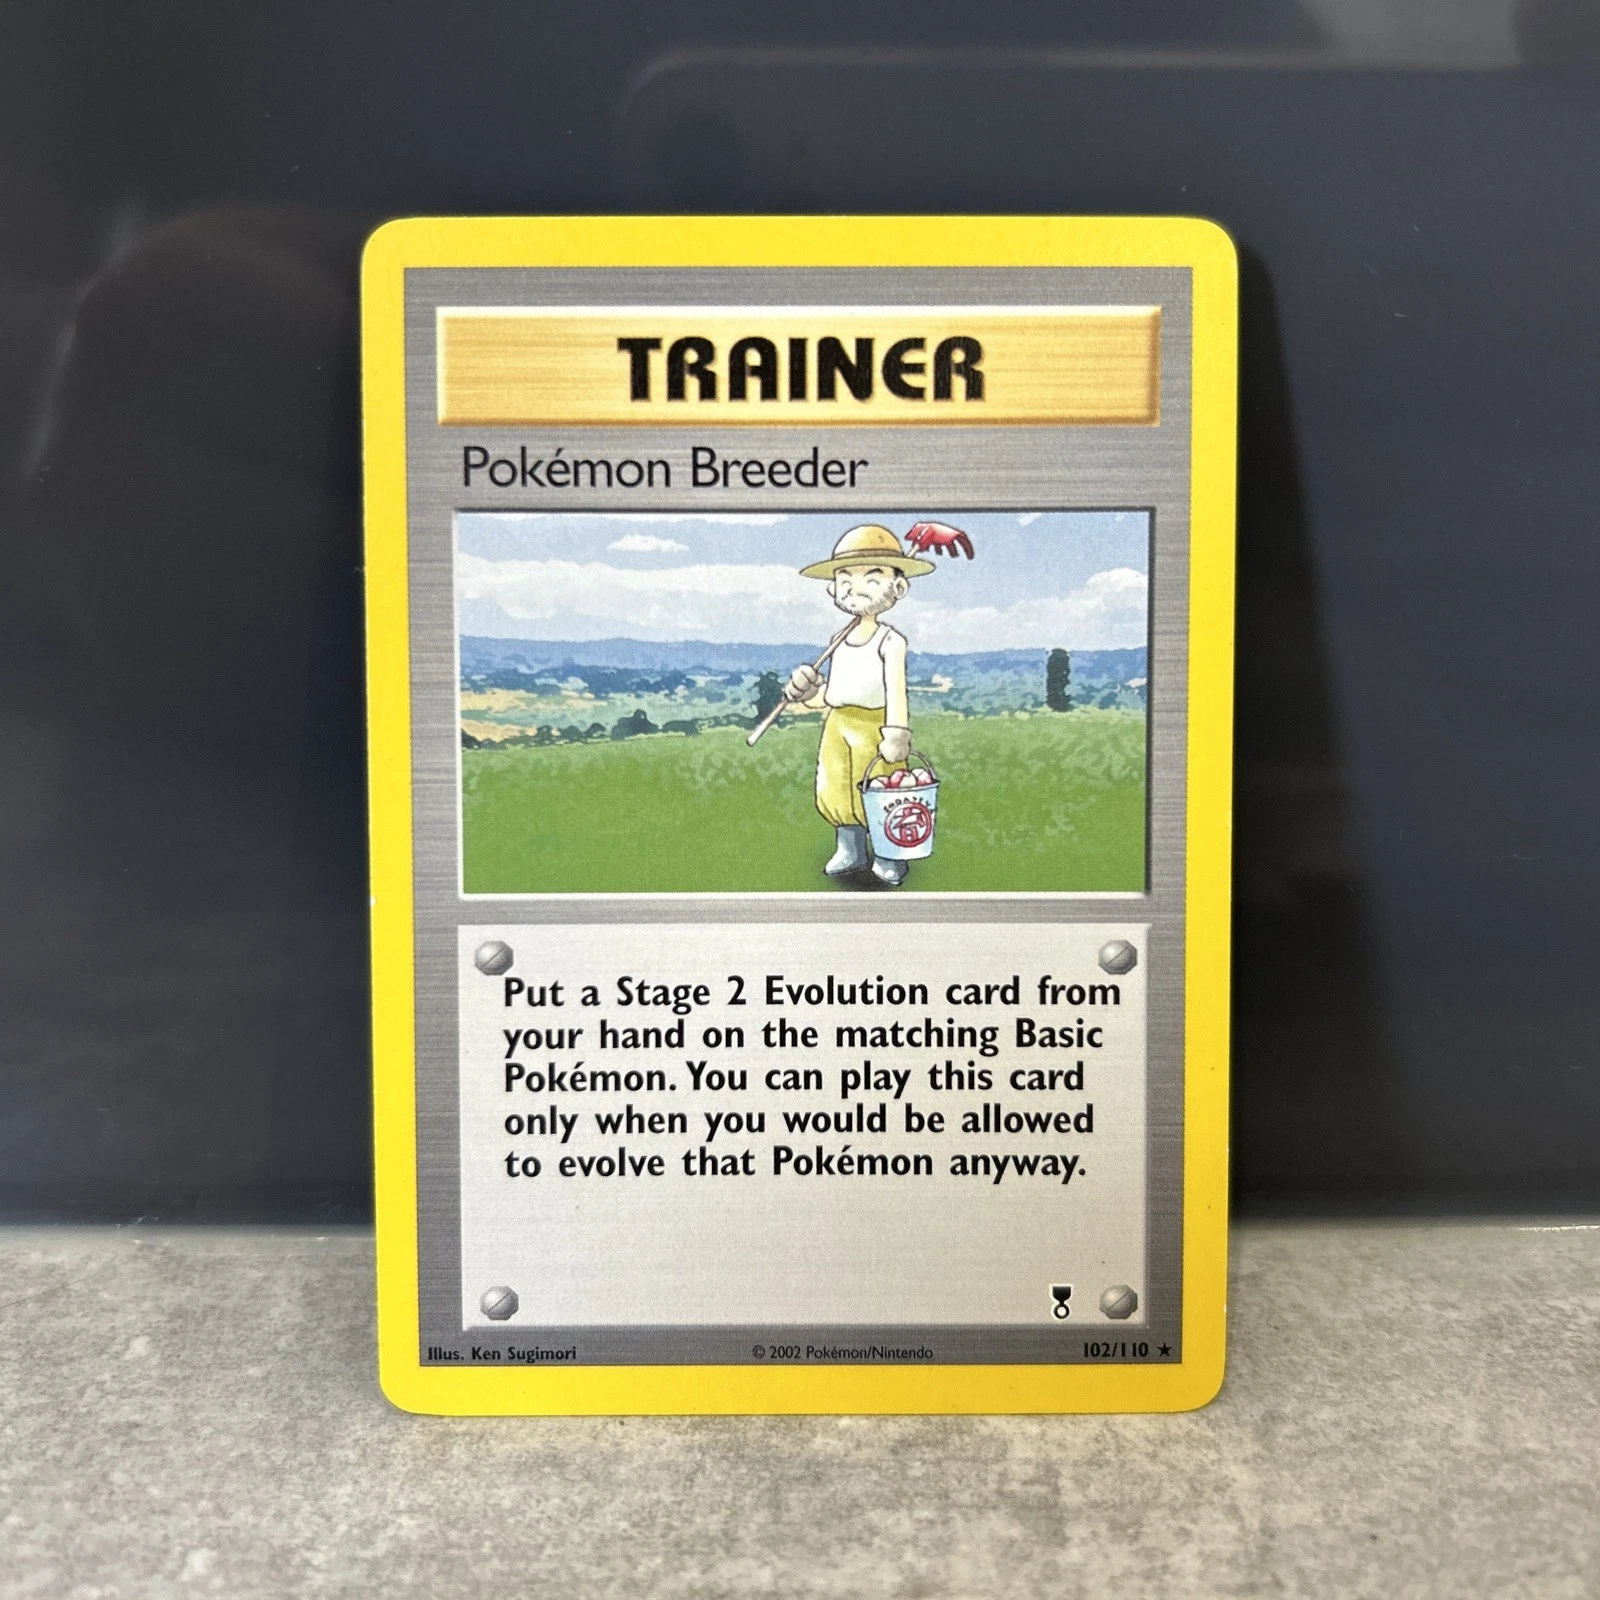 TRAINER
Pokémon Breeder
Put a Stage 2 Evolution card from
your hand on the matching Basic
Pokémon. You can play this card
only when you would be allowed
to evolve that Pokémon anyway.
Illus. Ken Sugimori
© 2002 Pokémon/Nintendo
102/110 ★